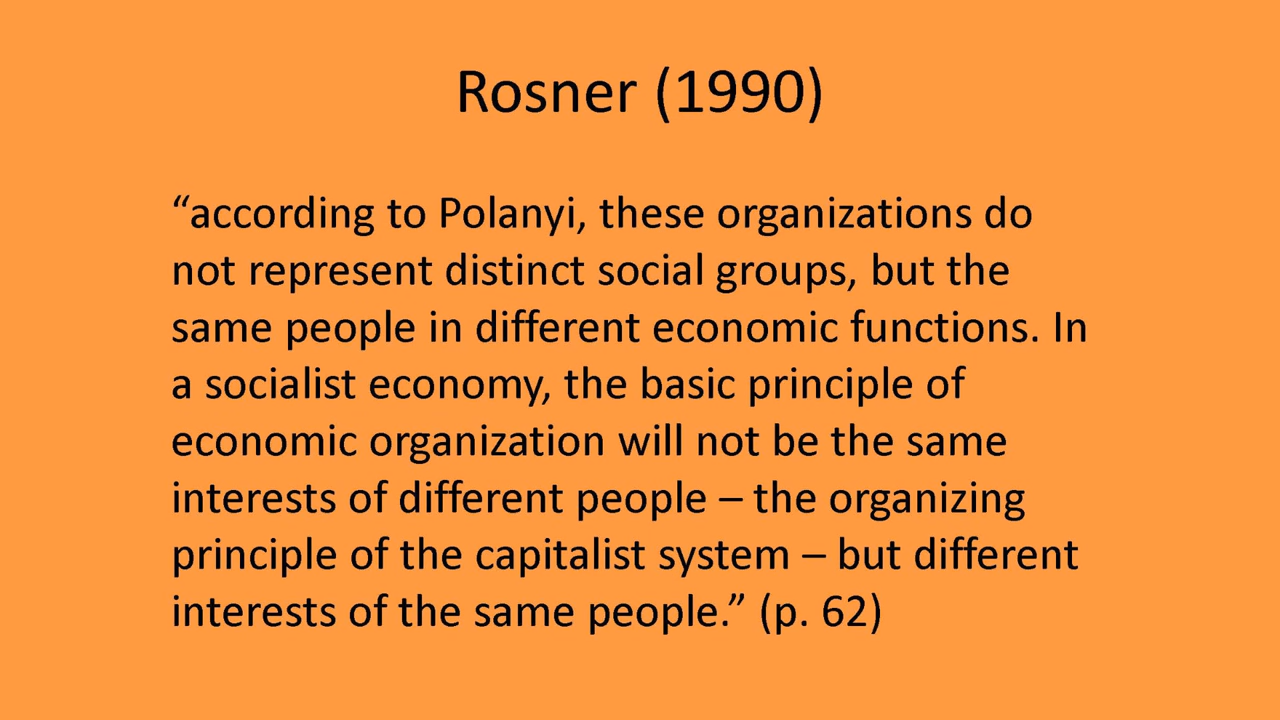 Rosner (1990)
“according to Polanyi, these organizations do
not represent distinct social groups, but the
same people in different economic functions. In
a socialist economy, the basic principle of
economic organization will not be the same
interests of different people – the organizing
principle of the capitalist system – but different
interests of the same people.” (p. 62)